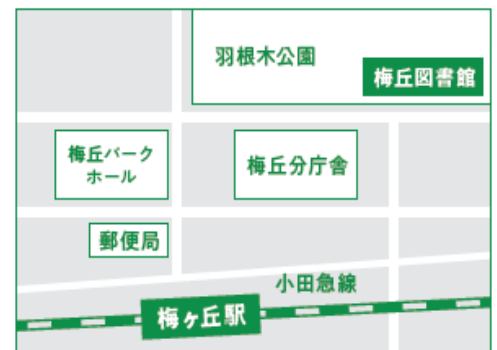 羽根木公園
梅丘図書館
梅丘パーク
ホール
梅丘分庁舎
郵便局
小田急線
梅ヶ丘駅